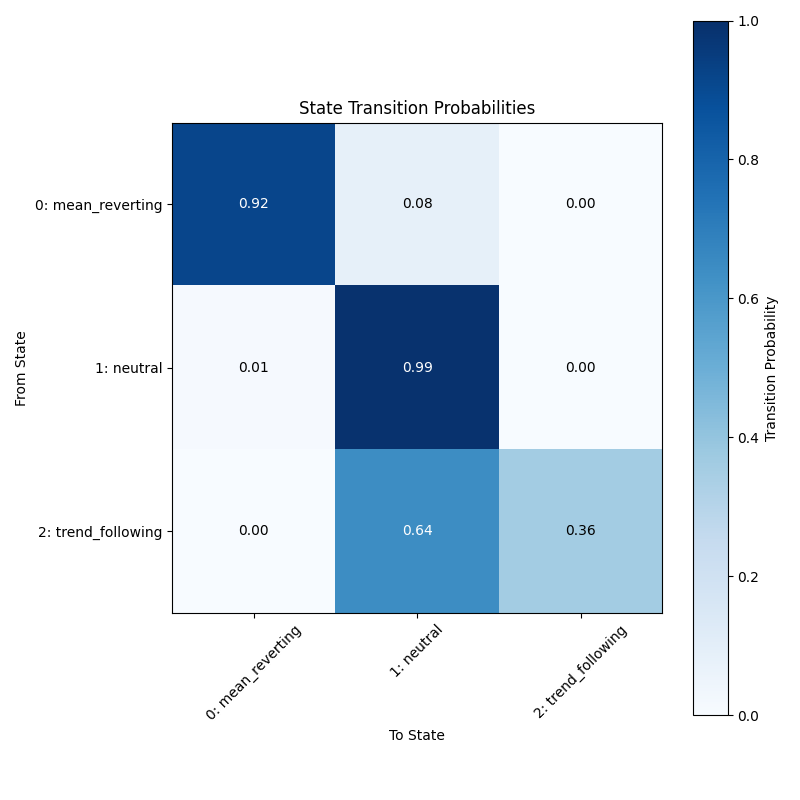 State Transition Probabilities
1.0
0.8
0.6
0.4
0.2
0.0
Transition Probability
From State
0: mean_reverting
0.92
0.08
0.00
1: neutral
0.01
0.99
0.00
2: trend_following
0.00
0.64
0.36
0: mean_reverting
1: neutral
2: trend_following
To State